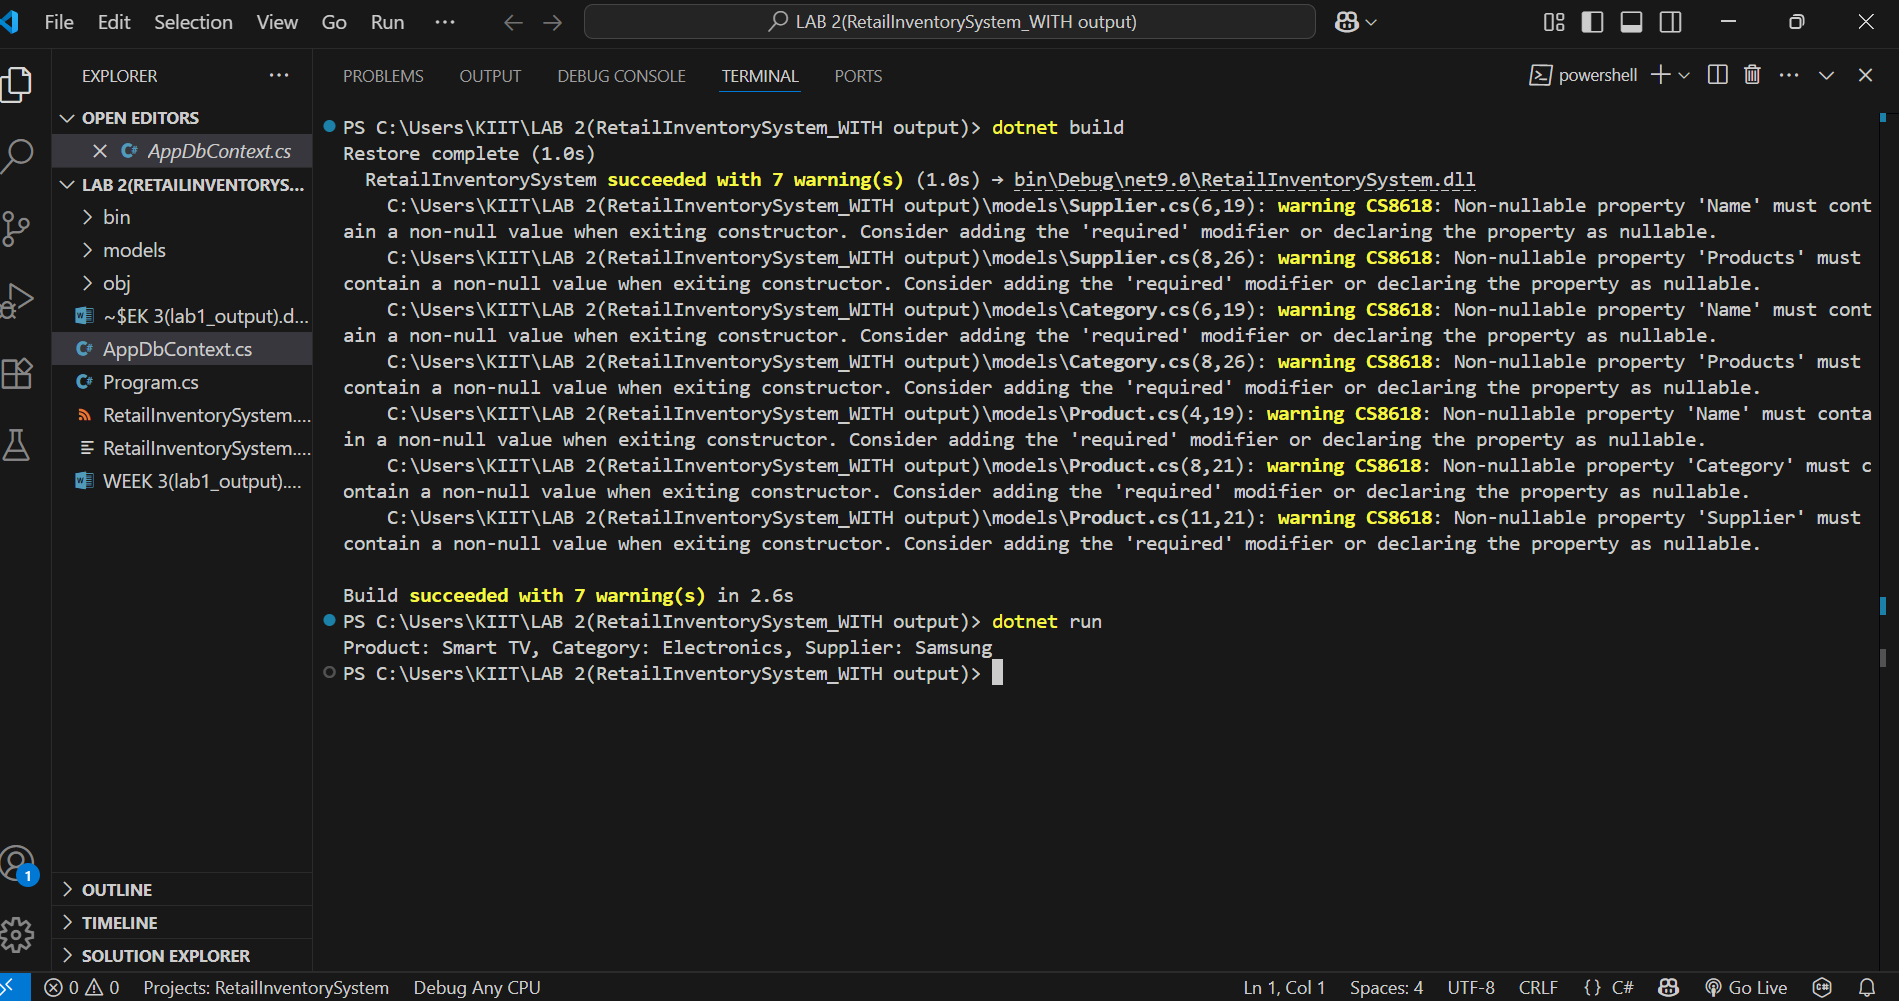 File Edit Selection View Go Run ···
LAB 2(RetailInventorySystem_WITH output)
EXPLORER ···
OPEN EDITORS
AppDbContext.cs
LAB 2(RETAILINVENTORYS...
bin
models
obj
~$EK 3(lab1_output).d...
AppDbContext.cs
Program.cs
RetailInventorySystem....
RetailInventorySystem....
WEEK 3(lab1_output)....
OUTLINE
TIMELINE
SOLUTION EXPLORER
1
PROBLEMS OUTPUT DEBUG CONSOLE TERMINAL PORTS
powershell
PS C:\Users\KIIT\LAB 2(RetailInventorySystem_WITH output)> dotnet build
Restore complete (1.0s)
RetailInventorySystem succeeded with 7 warning(s) (1.0s) → bin\Debug\net9.0\RetailInventorySystem.dll
C:\Users\KIIT\LAB 2(RetailInventorySystem_WITH output)\models\Supplier.cs(6,19): warning CS8618: Non-nullable property 'Name' must cont
ain a non-null value when exiting constructor. Consider adding the 'required' modifier or declaring the property as nullable.
C:\Users\KIIT\LAB 2(RetailInventorySystem_WITH output)\models\Supplier.cs(8,26): warning CS8618: Non-nullable property 'Products' must
contain a non-null value when exiting constructor. Consider adding the 'required' modifier or declaring the property as nullable.
C:\Users\KIIT\LAB 2(RetailInventorySystem_WITH output)\models\Category.cs(6,19): warning CS8618: Non-nullable property 'Name' must cont
ain a non-null value when exiting constructor. Consider adding the 'required' modifier or declaring the property as nullable.
C:\Users\KIIT\LAB 2(RetailInventorySystem_WITH output)\models\Category.cs(8,26): warning CS8618: Non-nullable property 'Products' must
contain a non-null value when exiting constructor. Consider adding the 'required' modifier or declaring the property as nullable.
C:\Users\KIIT\LAB 2(RetailInventorySystem_WITH output)\models\Product.cs(4,19): warning CS8618: Non-nullable property 'Name' must conta
in a non-null value when exiting constructor. Consider adding the 'required' modifier or declaring the property as nullable.
C:\Users\KIIT\LAB 2(RetailInventorySystem_WITH output)\models\Product.cs(8,21): warning CS8618: Non-nullable property 'Category' must c
ontain a non-null value when exiting constructor. Consider adding the 'required' modifier or declaring the property as nullable.
C:\Users\KIIT\LAB 2(RetailInventorySystem_WITH output)\models\Product.cs(11,21): warning CS8618: Non-nullable property 'Supplier' must
contain a non-null value when exiting constructor. Consider adding the 'required' modifier or declaring the property as nullable.
Build succeeded with 7 warning(s) in 2.6s
PS C:\Users\KIIT\LAB 2(RetailInventorySystem_WITH output)> dotnet run
Product: Smart TV, Category: Electronics, Supplier: Samsung
PS C:\Users\KIIT\LAB 2(RetailInventorySystem_WITH output)>
0 0 Projects: RetailInventorySystem Debug Any CPU Ln 1, Col 1 Spaces: 4 UTF-8 CRLF {} C# Go Live